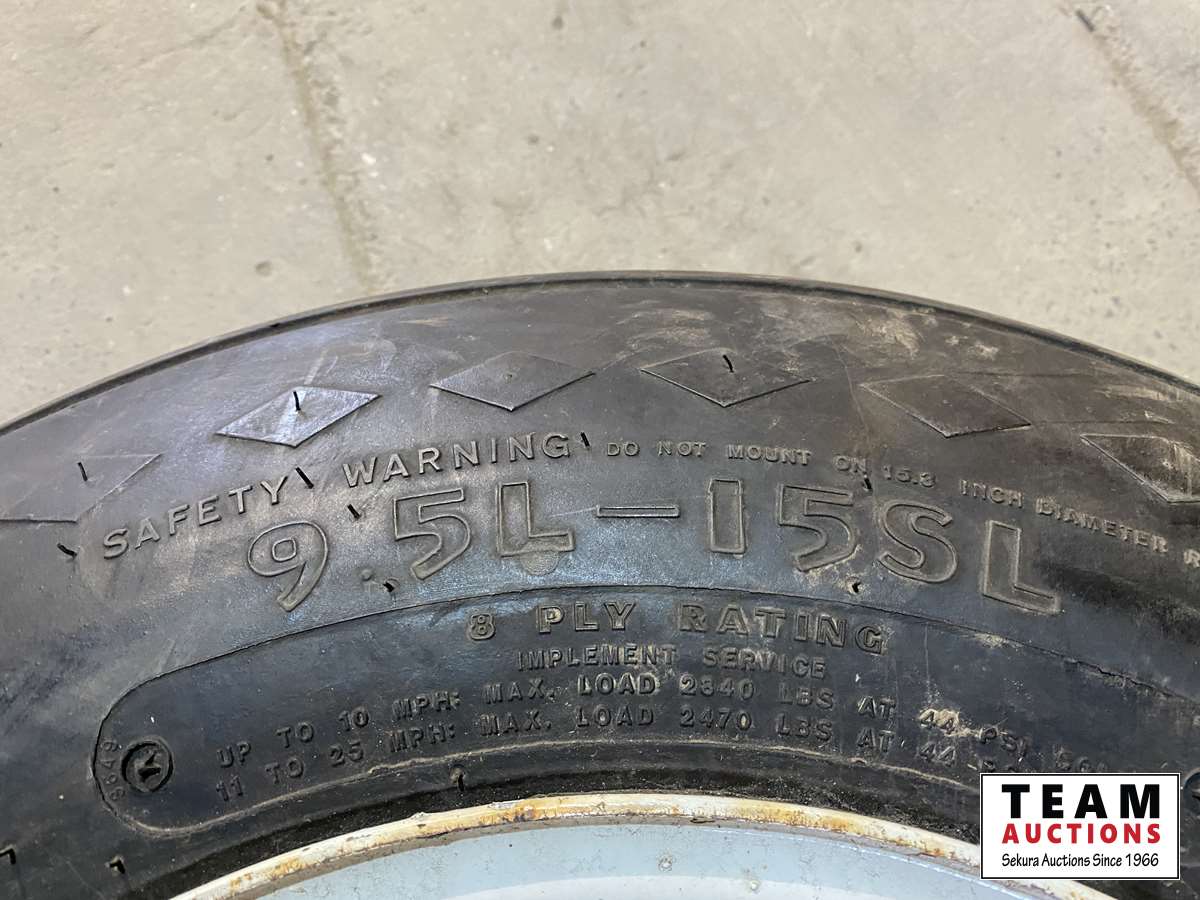 SAFETY WARNING DO NOT MOUNT ON 15.3 INCH DIAMETER
9.5L-15SL
8 PLY RATING
IMPLEMENT SERVICE
UP TO 10 MPH: MAX. LOAD 2840 LBS AT 44 PSI
11 TO 25 MPH: MAX. LOAD 2470 LBS AT 44
TEAM
AUCTIONS
Sekura Auctions Since 1966